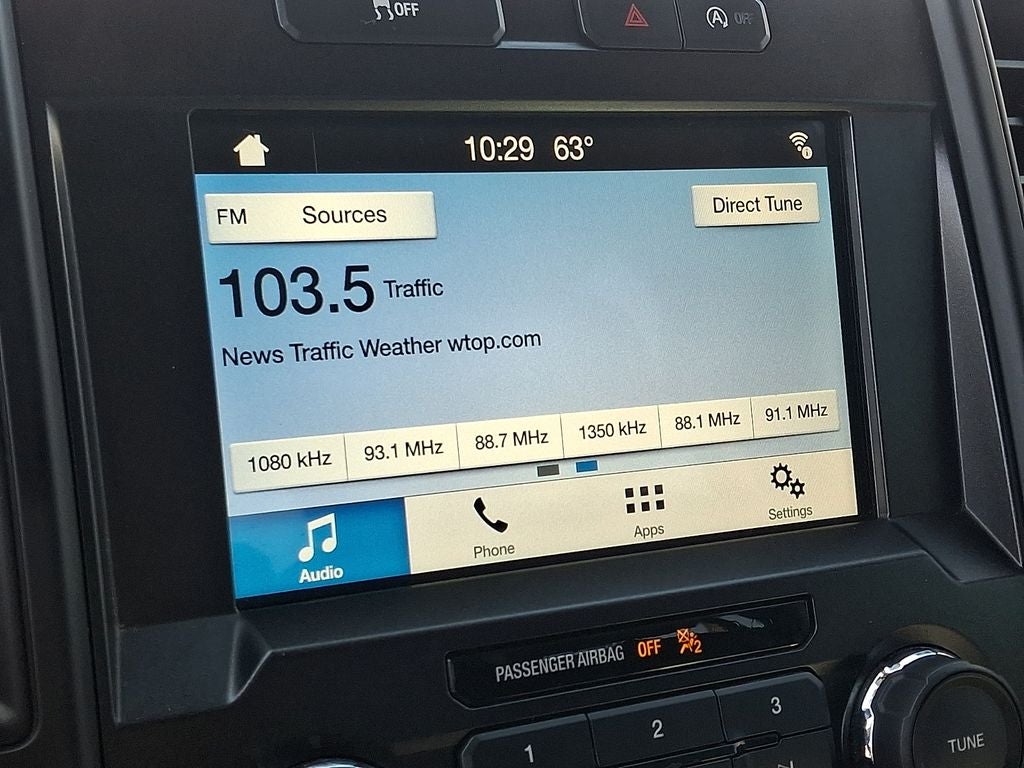 OFF
OFF
10:29 63°
FM Sources
Direct Tune
103.5 Traffic
News Traffic Weather wtop.com
1080 kHz 93.1 MHz 88.7 MHz 1350 kHz 88.1 MHz 91.1 MHz
Audio Phone Apps Settings
PASSENGER AIRBAG OFF 2
1 2 3
TUNE